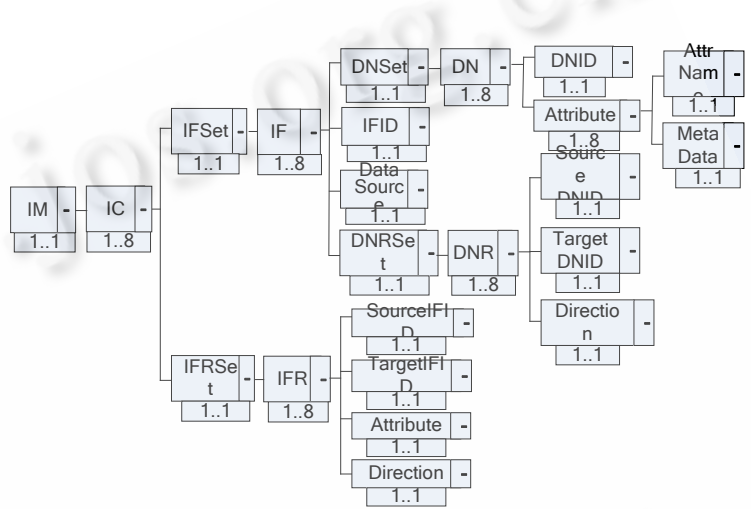 jos.org.c
IM -
1..1
IC -
1..8
IFSet -
1..1
IF -
1..8
DNSet -
1..1
DN -
1..8
DNID -
1..1
Attribute -
1..8
Attr
Nam -
e
1..1
Meta
Data -
1..1
IFID -
1..1
Data
Sourc -
e
1..1
DNRSe
t -
1..1
DNR -
1..8
Sourc
e -
DNID
1..1
Target
DNID -
1..1
Directio
n -
1..1
IFRSe
t -
1..1
IFR -
1..8
SourceIFI
D -
1..1
TargetIFI
D -
1..1
Attribute -
1..1
Direction -
1..1